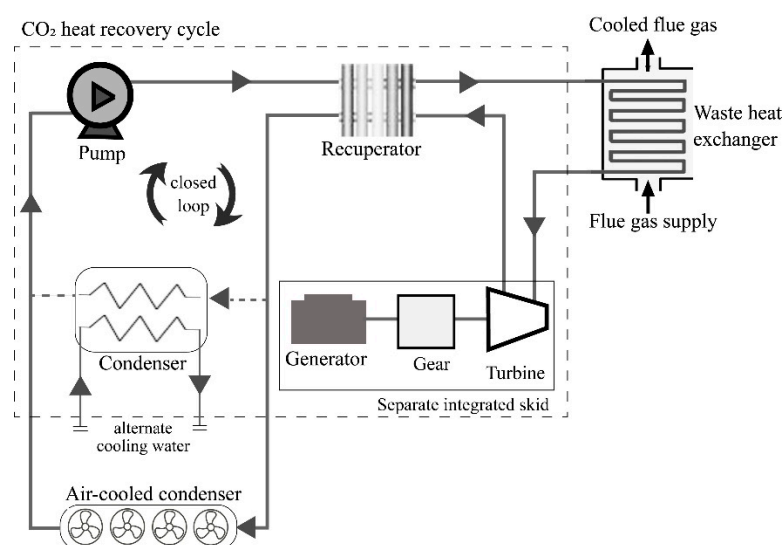 CO₂ heat recovery cycle
Cooled flue gas
Pump
Recuperator
Waste heat
exchanger
closed
loop
Flue gas supply
Generator
Gear
Turbine
Condenser
Separate integrated skid
alternate
cooling water
Air-cooled condenser